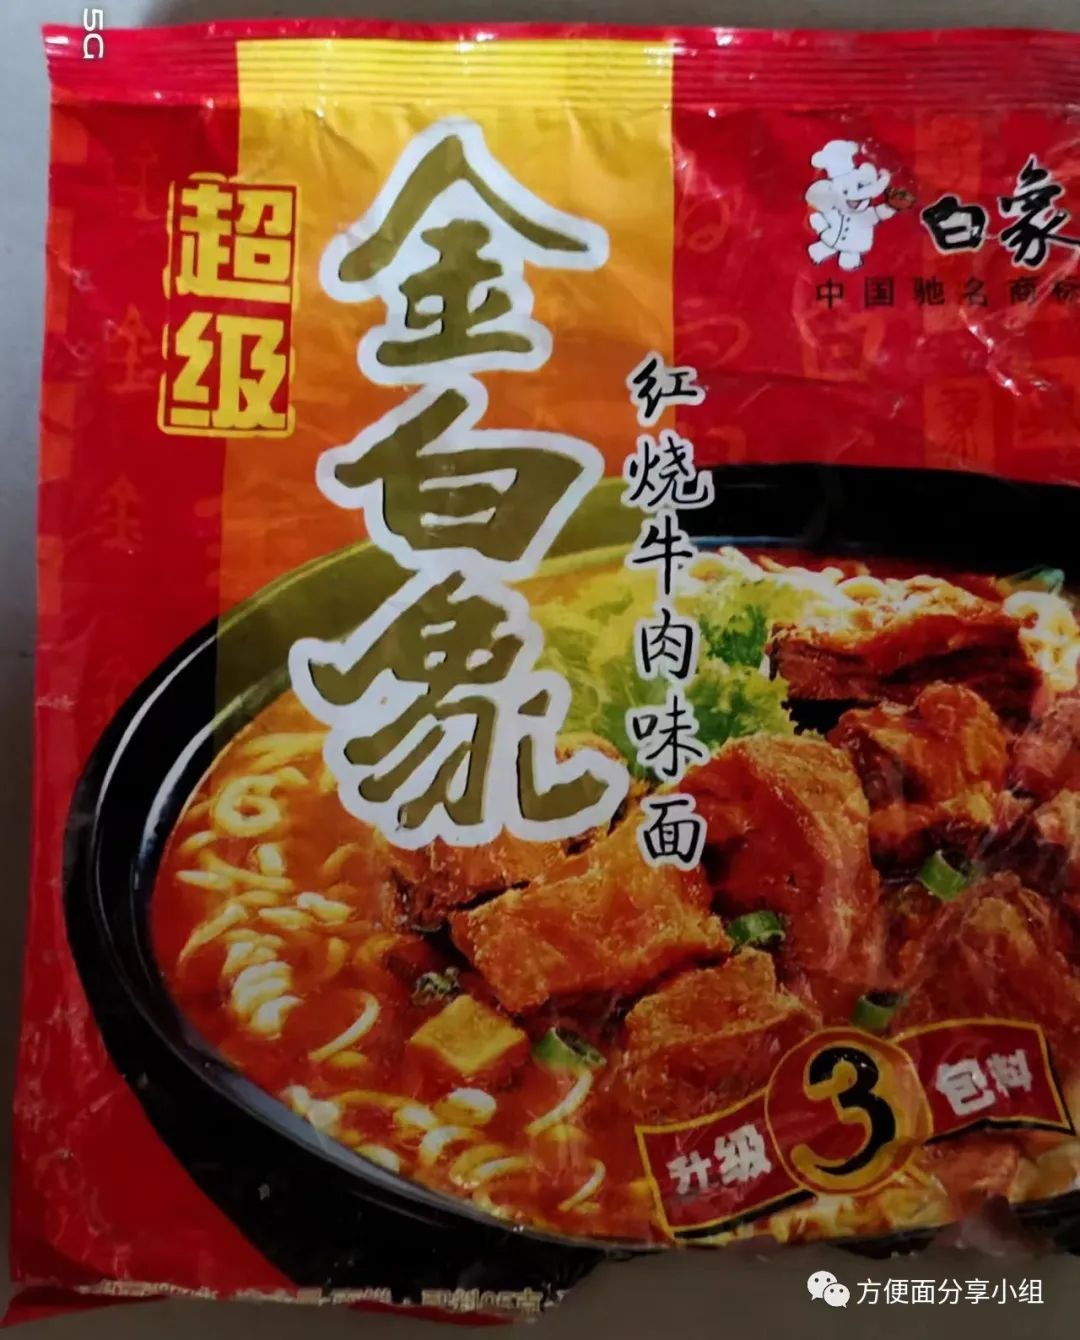 5G
超级
金白象
白象
中国驰名商标
红烧牛肉味面
升级3包料
方便面分享小组